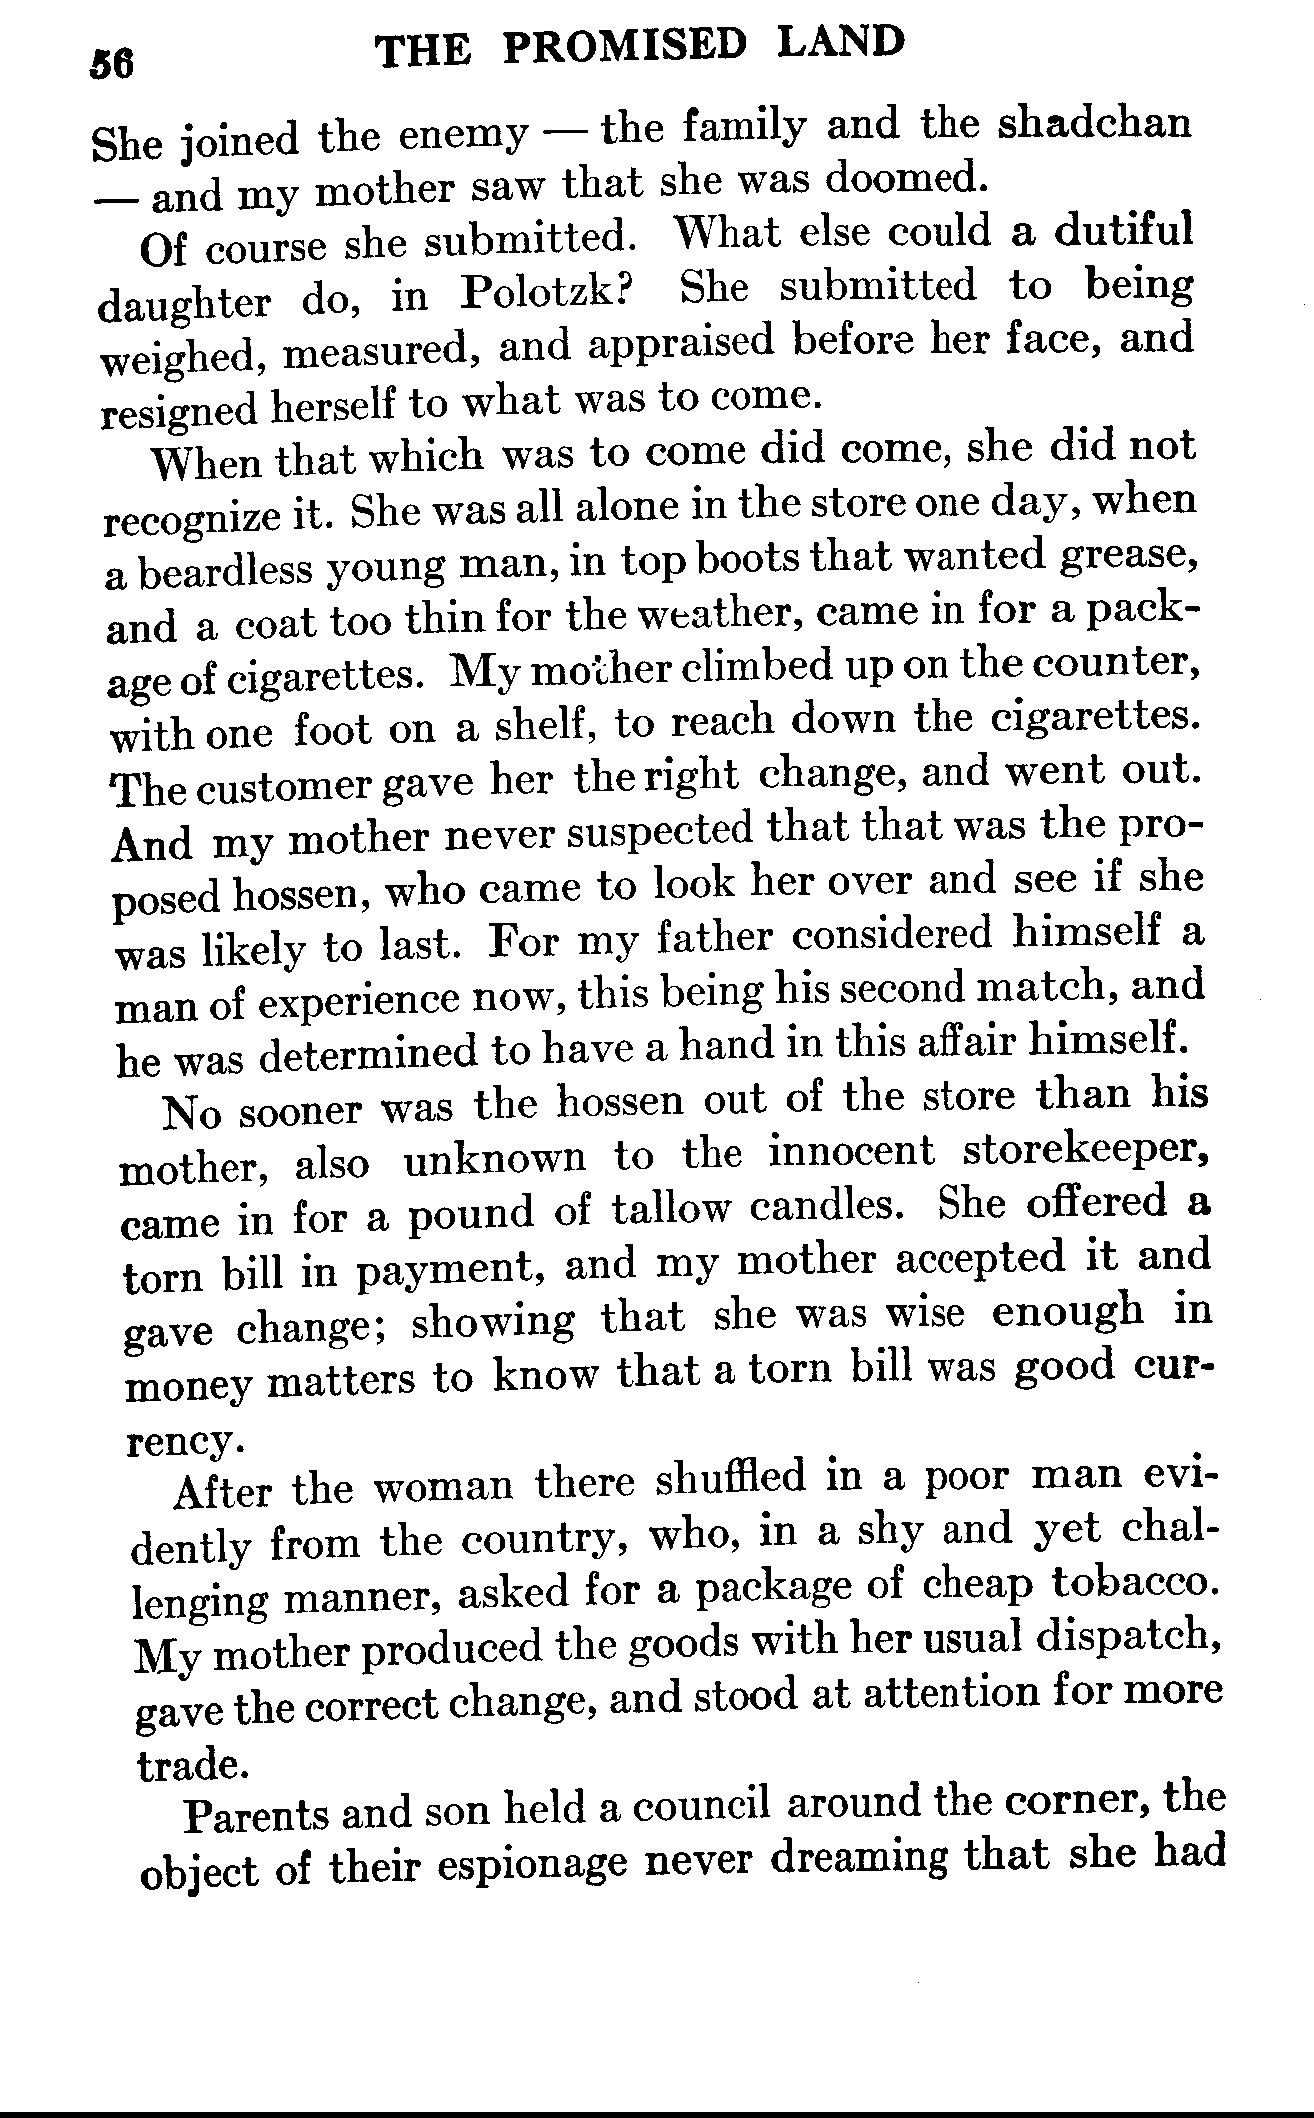 56 THE PROMISED LAND
She joined the enemy — the family and the shadchan
— and my mother saw that she was doomed.
Of course she submitted. What else could a dutiful
daughter do, in Polotzk? She submitted to being
weighed, measured, and appraised before her face, and
resigned herself to what was to come.
When that which was to come did come, she did not
recognize it. She was all alone in the store one day, when
a beardless young man, in top boots that wanted grease,
and a coat too thin for the weather, came in for a pack-
age of cigarettes. My mother climbed up on the counter,
with one foot on a shelf, to reach down the cigarettes.
The customer gave her the right change, and went out.
And my mother never suspected that that was the pro-
posed hossen, who came to look her over and see if she
was likely to last. For my father considered himself a
man of experience now, this being his second match, and
he was determined to have a hand in this affair himself.
No sooner was the hossen out of the store than his
mother, also unknown to the innocent storekeeper,
came in for a pound of tallow candles. She offered a
torn bill in payment, and my mother accepted it and
gave change; showing that she was wise enough in
money matters to know that a torn bill was good cur-
rency.
After the woman there shuffled in a poor man evi-
dently from the country, who, in a shy and yet chal-
lenging manner, asked for a package of cheap tobacco.
My mother produced the goods with her usual dispatch,
gave the correct change, and stood at attention for more
trade.
Parents and son held a council around the corner, the
object of their espionage never dreaming that she had